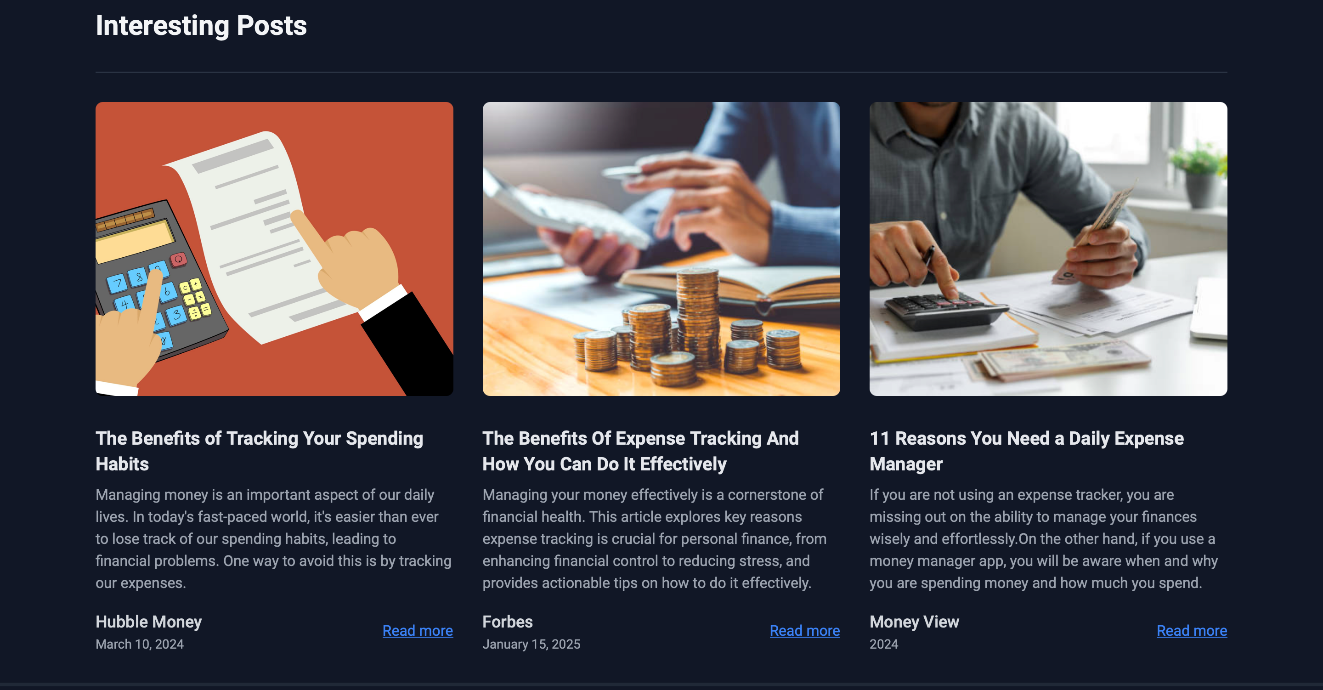 Interesting Posts
7 8 9
4 6
3
The Benefits of Tracking Your Spending
Habits
Managing money is an important aspect of our daily
lives. In today's fast-paced world, it's easier than ever
to lose track of our spending habits, leading to
financial problems. One way to avoid this is by tracking
our expenses.
Hubble Money
March 10, 2024
Read more
The Benefits Of Expense Tracking And
How You Can Do It Effectively
Managing your money effectively is a cornerstone of
financial health. This article explores key reasons
expense tracking is crucial for personal finance, from
enhancing financial control to reducing stress, and
provides actionable tips on how to do it effectively.
Forbes
January 15, 2025
Read more
11 Reasons You Need a Daily Expense
Manager
If you are not using an expense tracker, you are
missing out on the ability to manage your finances
wisely and effortlessly.On the other hand, if you use a
money manager app, you will be aware when and why
you are spending money and how much you spend.
Money View
2024
Read more